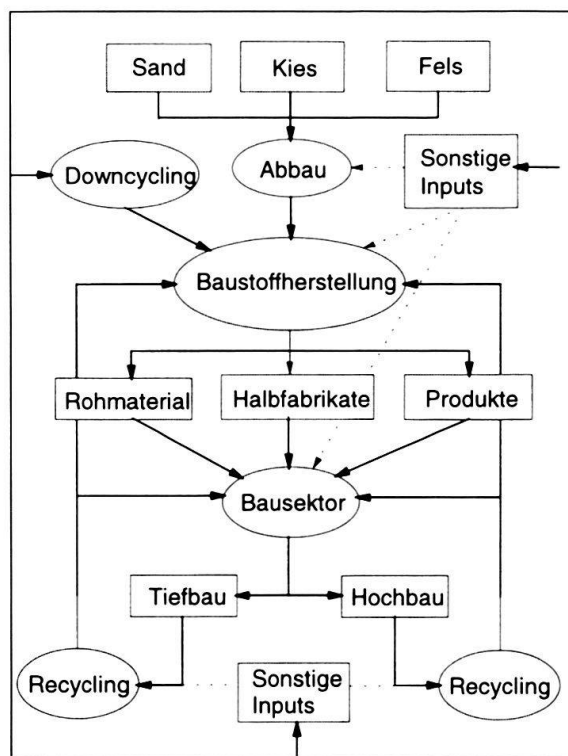 Sand
Kies
Fels
Downcycling
Abbau
Sonstige
Inputs
Baustoffherstellung
Rohmaterial
Halbfabrikate
Produkte
Bausektor
Tiefbau
Hochbau
Recycling
Sonstige
Inputs
Recycling